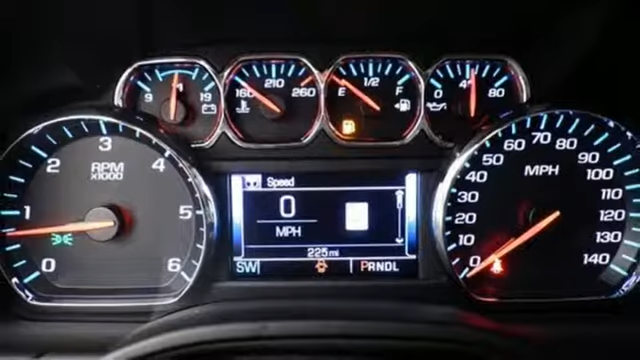 9 14 19
160 210 260
E 1/2 F
0 40 80
0 1 2 3 4 5 6
RPM
X1000
Speed
0
MPH
225 mi
SW PRNDL
0 10 20 30 40 50 60 70 80 90 100 110 120 130 140
MPH